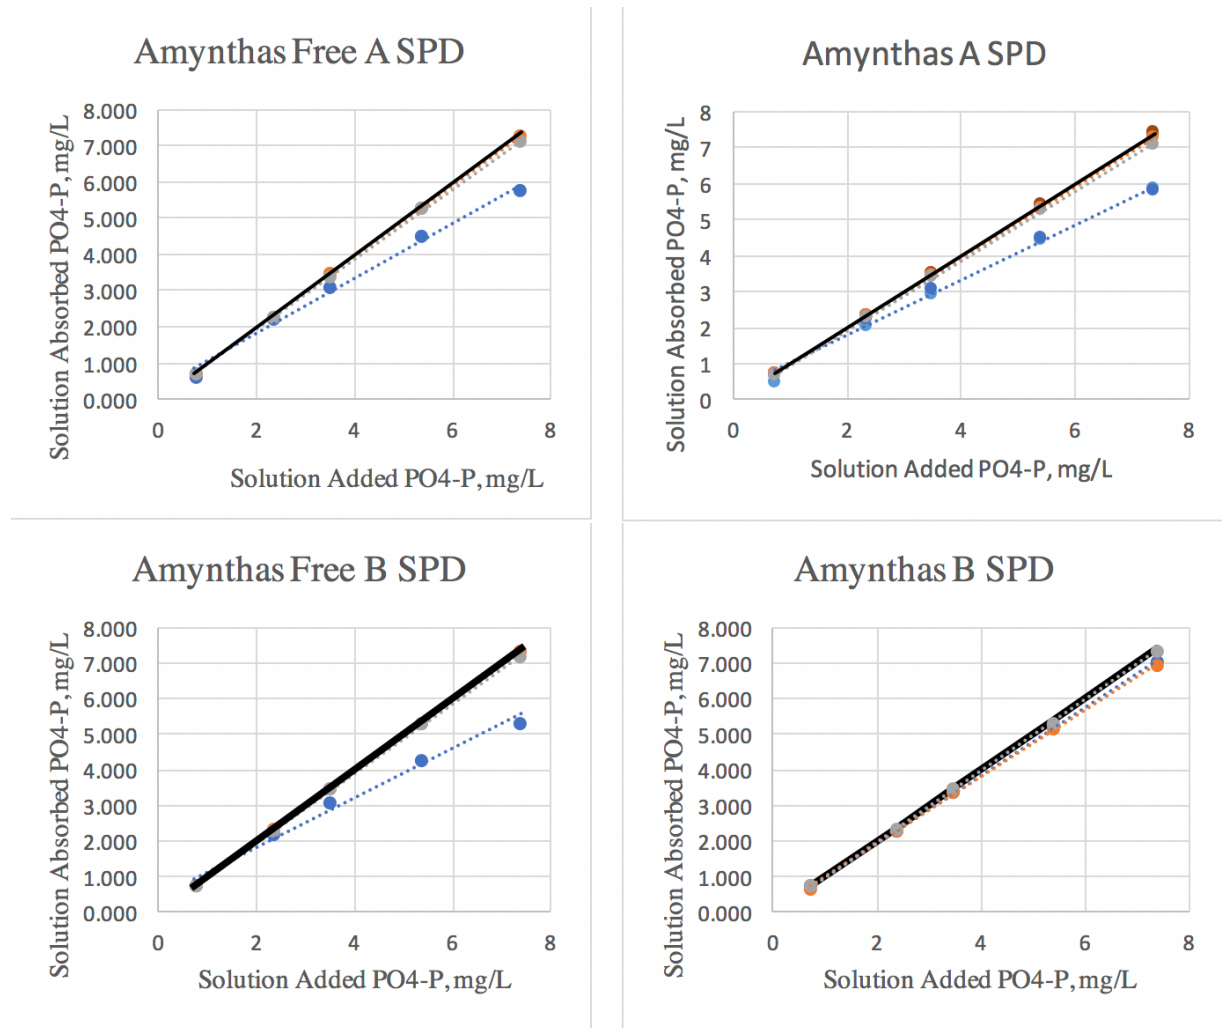 Amynthas Free A SPD
Solution Absorbed PO4-P, mg/L
8.000
7.000
6.000
5.000
4.000
3.000
2.000
1.000
0.000
0 2 4 6 8
Solution Added PO4-P, mg/L
Amynthas A SPD
Solution Absorbed PO4-P, mg/L
8
7
6
5
4
3
2
1
0
0 2 4 6 8
Solution Added PO4-P, mg/L
Amynthas Free B SPD
Solution Absorbed PO4-P, mg/L
8.000
7.000
6.000
5.000
4.000
3.000
2.000
1.000
0.000
0 2 4 6 8
Solution Added PO4-P, mg/L
Amynthas B SPD
Solution Absorbed PO4-P, mg/L
8.000
7.000
6.000
5.000
4.000
3.000
2.000
1.000
0.000
0 2 4 6 8
Solution Added PO4-P, mg/L